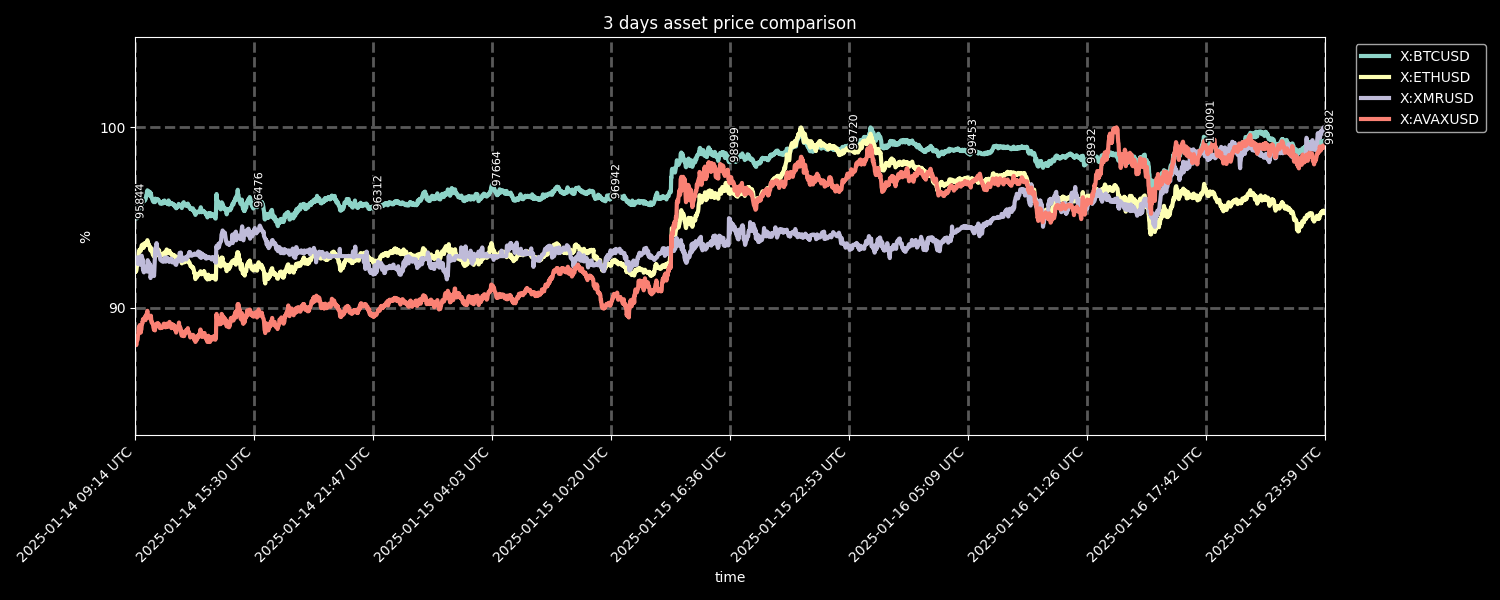 3 days asset price comparison
X:BTCUSD
X:ETHUSD
X:XMRUSD
X:AVAXUSD
100
90
%
95844
96476
96312
97664
96942
98999
99720
99453
98932
100091
99982
2025-01-14 09:14 UTC
2025-01-14 15:30 UTC
2025-01-14 21:47 UTC
2025-01-15 04:03 UTC
2025-01-15 10:20 UTC
2025-01-15 16:36 UTC
2025-01-15 22:53 UTC
2025-01-16 05:09 UTC
2025-01-16 11:26 UTC
2025-01-16 17:42 UTC
2025-01-16 23:59 UTC
time